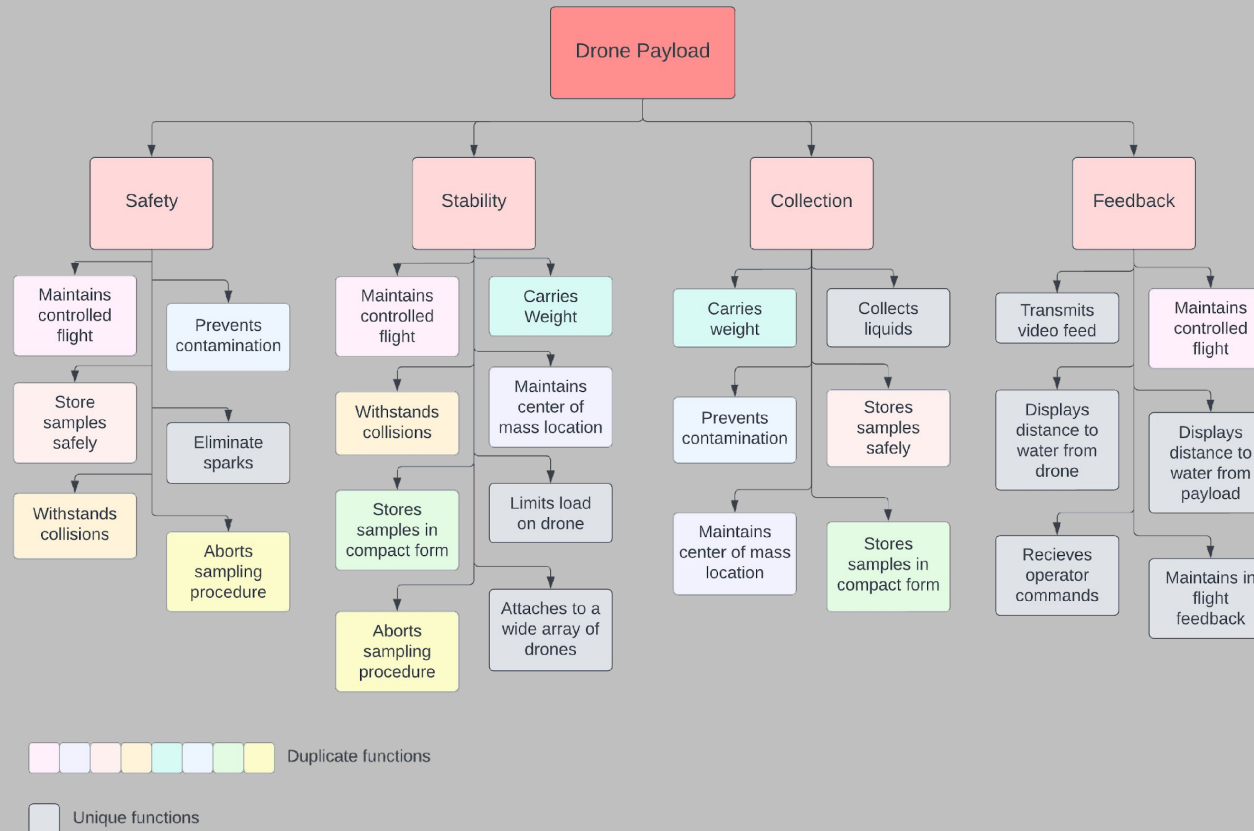 Drone Payload
Safety
Stability
Collection
Feedback
Maintains
controlled
flight
Prevents
contamination
Store
samples
safely
Eliminate
sparks
Withstands
collisions
Aborts
sampling
procedure
Maintains
controlled
flight
Carries
Weight
Withstands
collisions
Maintains
center of
mass location
Stores
samples in
compact form
Limits load
on drone
Aborts
sampling
procedure
Attaches to a
wide array of
drones
Carries
weight
Collects
liquids
Prevents
contamination
Stores
samples
safely
Maintains
center of mass
location
Stores
samples in
compact form
Transmits
video feed
Maintains
controlled
flight
Displays
distance to
water from
drone
Displays
distance to
water from
payload
Recieves
operator
commands
Maintains in
flight
feedback
Duplicate functions
Unique functions